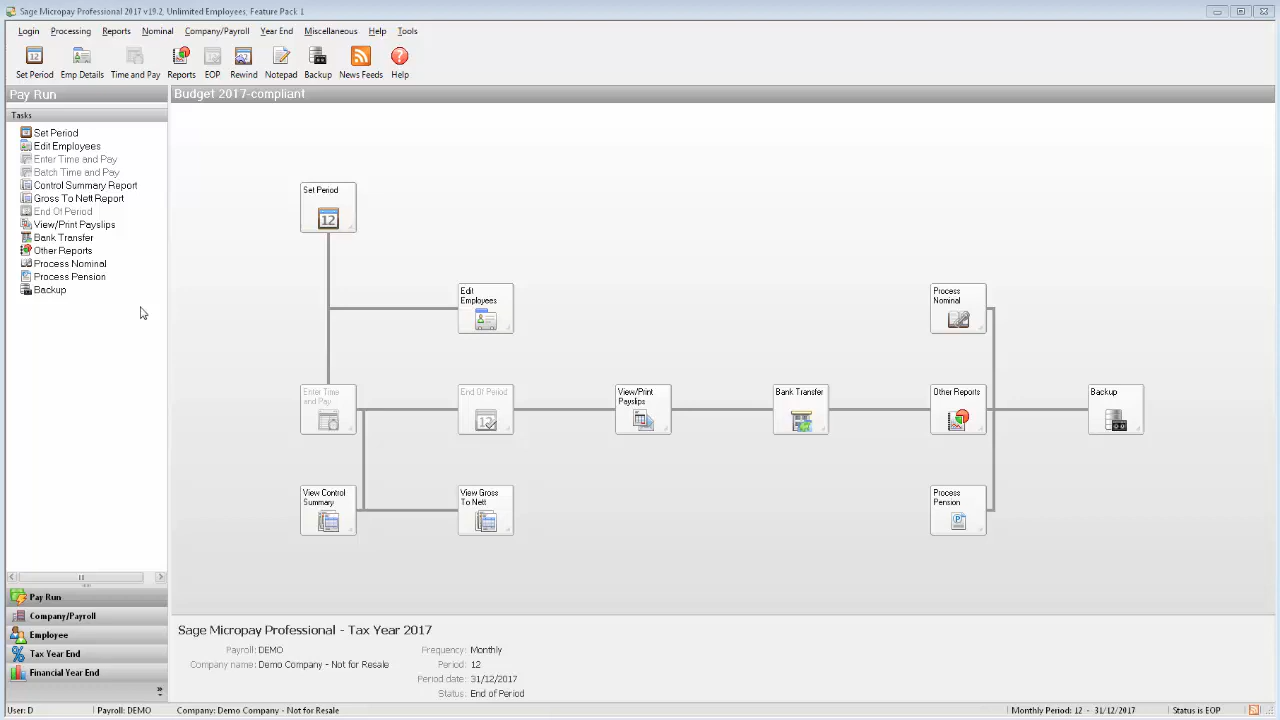 Sage Micropay Professional 2017 v19.2, Unlimited Employees, Feature Pack 1
Login Processing Reports Nominal Company/Payroll Year End Miscellaneous Help Tools
12
Set Period Emp Details Time and Pay Reports EOP Rewind Notepad Backup News Feeds Help
Pay Run
Budget 2017-compliant
Tasks
Set Period
Edit Employees
Enter Time and Pay
Batch Time and Pay
Control Summary Report
Gross To Nett Report
End Of Period
View/Print Payslips
Bank Transfer
Other Reports
Process Nominal
Process Pension
Backup
Set Period
12
Edit
Employees
Process
Nominal
Enter Time
and Pay
End Of Period
12
View/Print
Payslips
Bank Transfer
Other Reports
Backup
View Control
Summary
View Gross
To Nett
Process
Pension
P
Pay Run
Company/Payroll
Employee
Tax Year End
Financial Year End
Sage Micropay Professional - Tax Year 2017
Payroll: DEMO Frequency: Monthly
Company name: Demo Company - Not for Resale Period: 12
Period date: 31/12/2017
Status: End of Period
User: D Payroll: DEMO Company: Demo Company - Not for Resale Monthly Period: 12 - 31/12/2017 Status is EOP